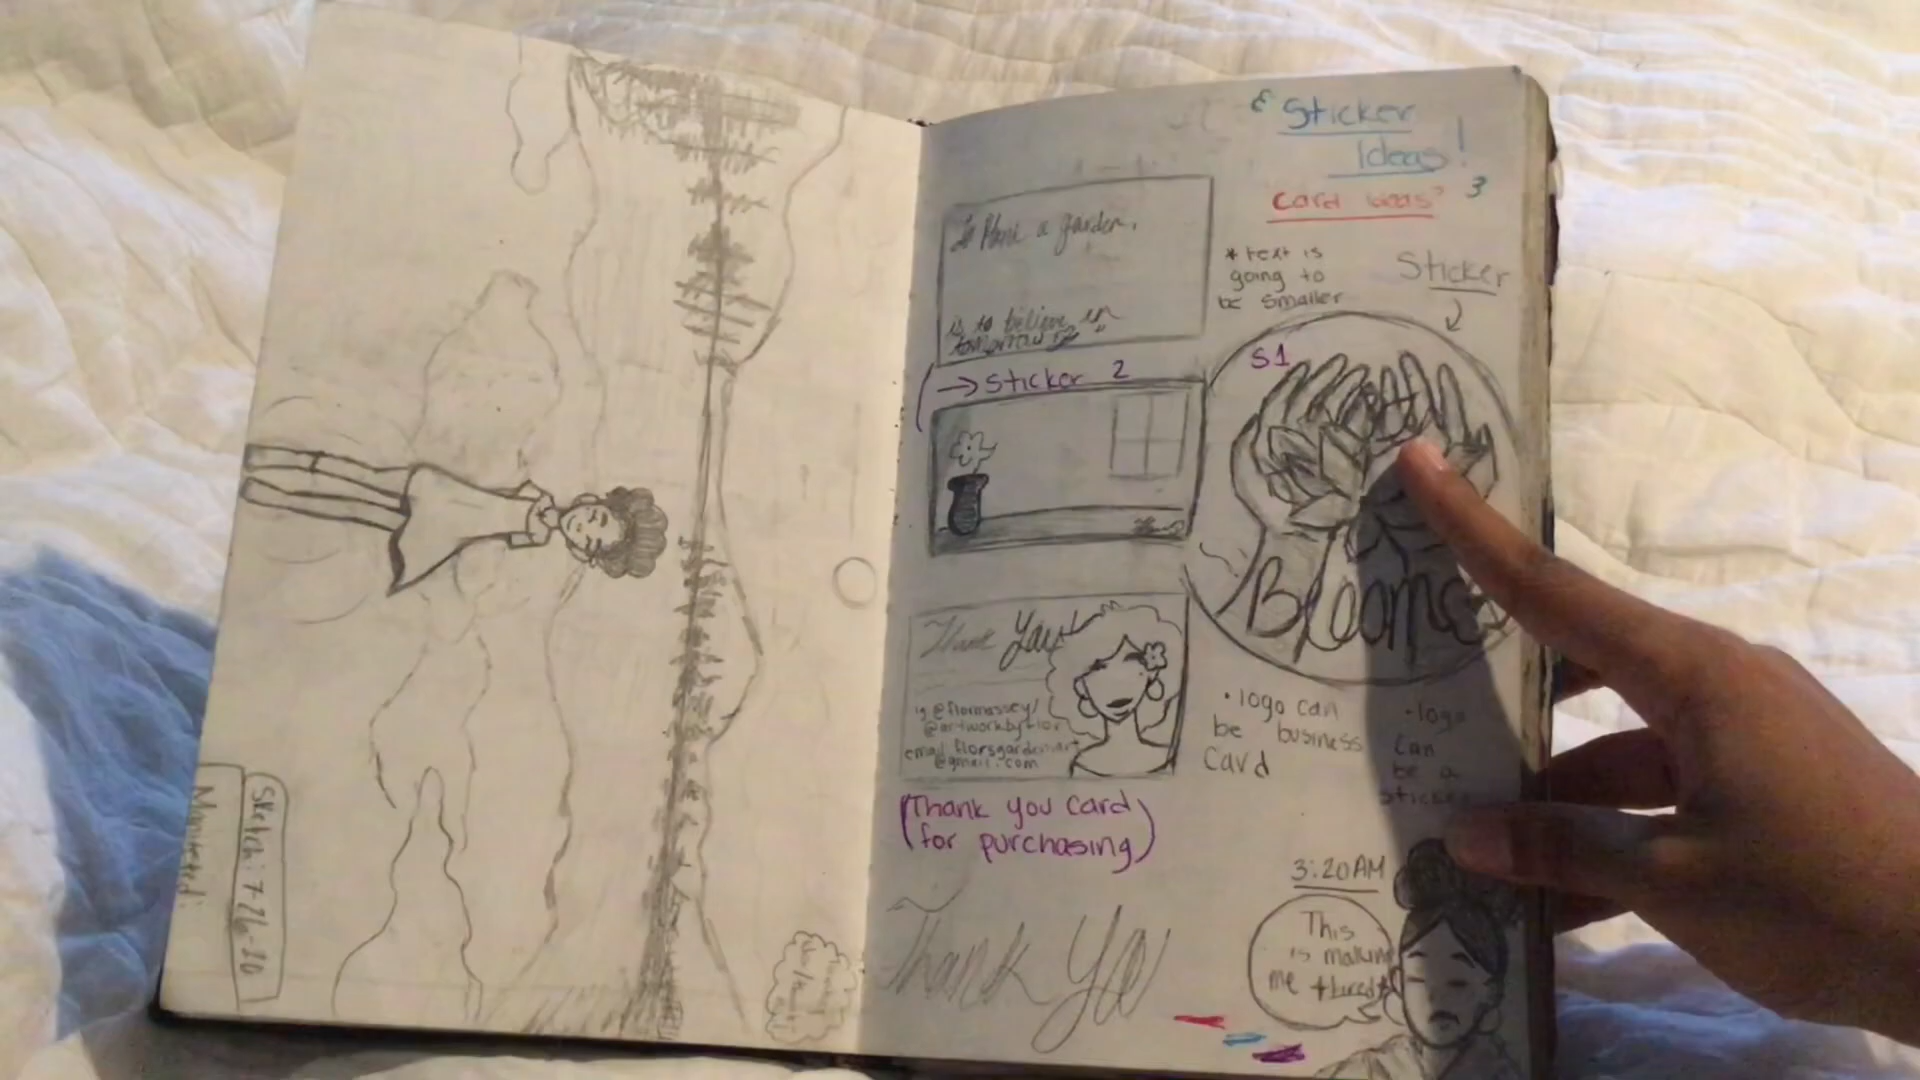 Sketch: 7-26-20
Sticker
Ideas!
Card Ideas?
* text is
going to
be smaller
Sticker
To Plant a garden,
is to believe in
tomorrow
→ Sticker 2
S1
Bloom
Thank You
ig @flormassey/
@artworkbyflor
email:
@gmail.com
(Thank you card
for purchasing)
• logo can
be business
Card
• logo
can
be a
sticker
Thank You
3:20AM
This
is making
me tired